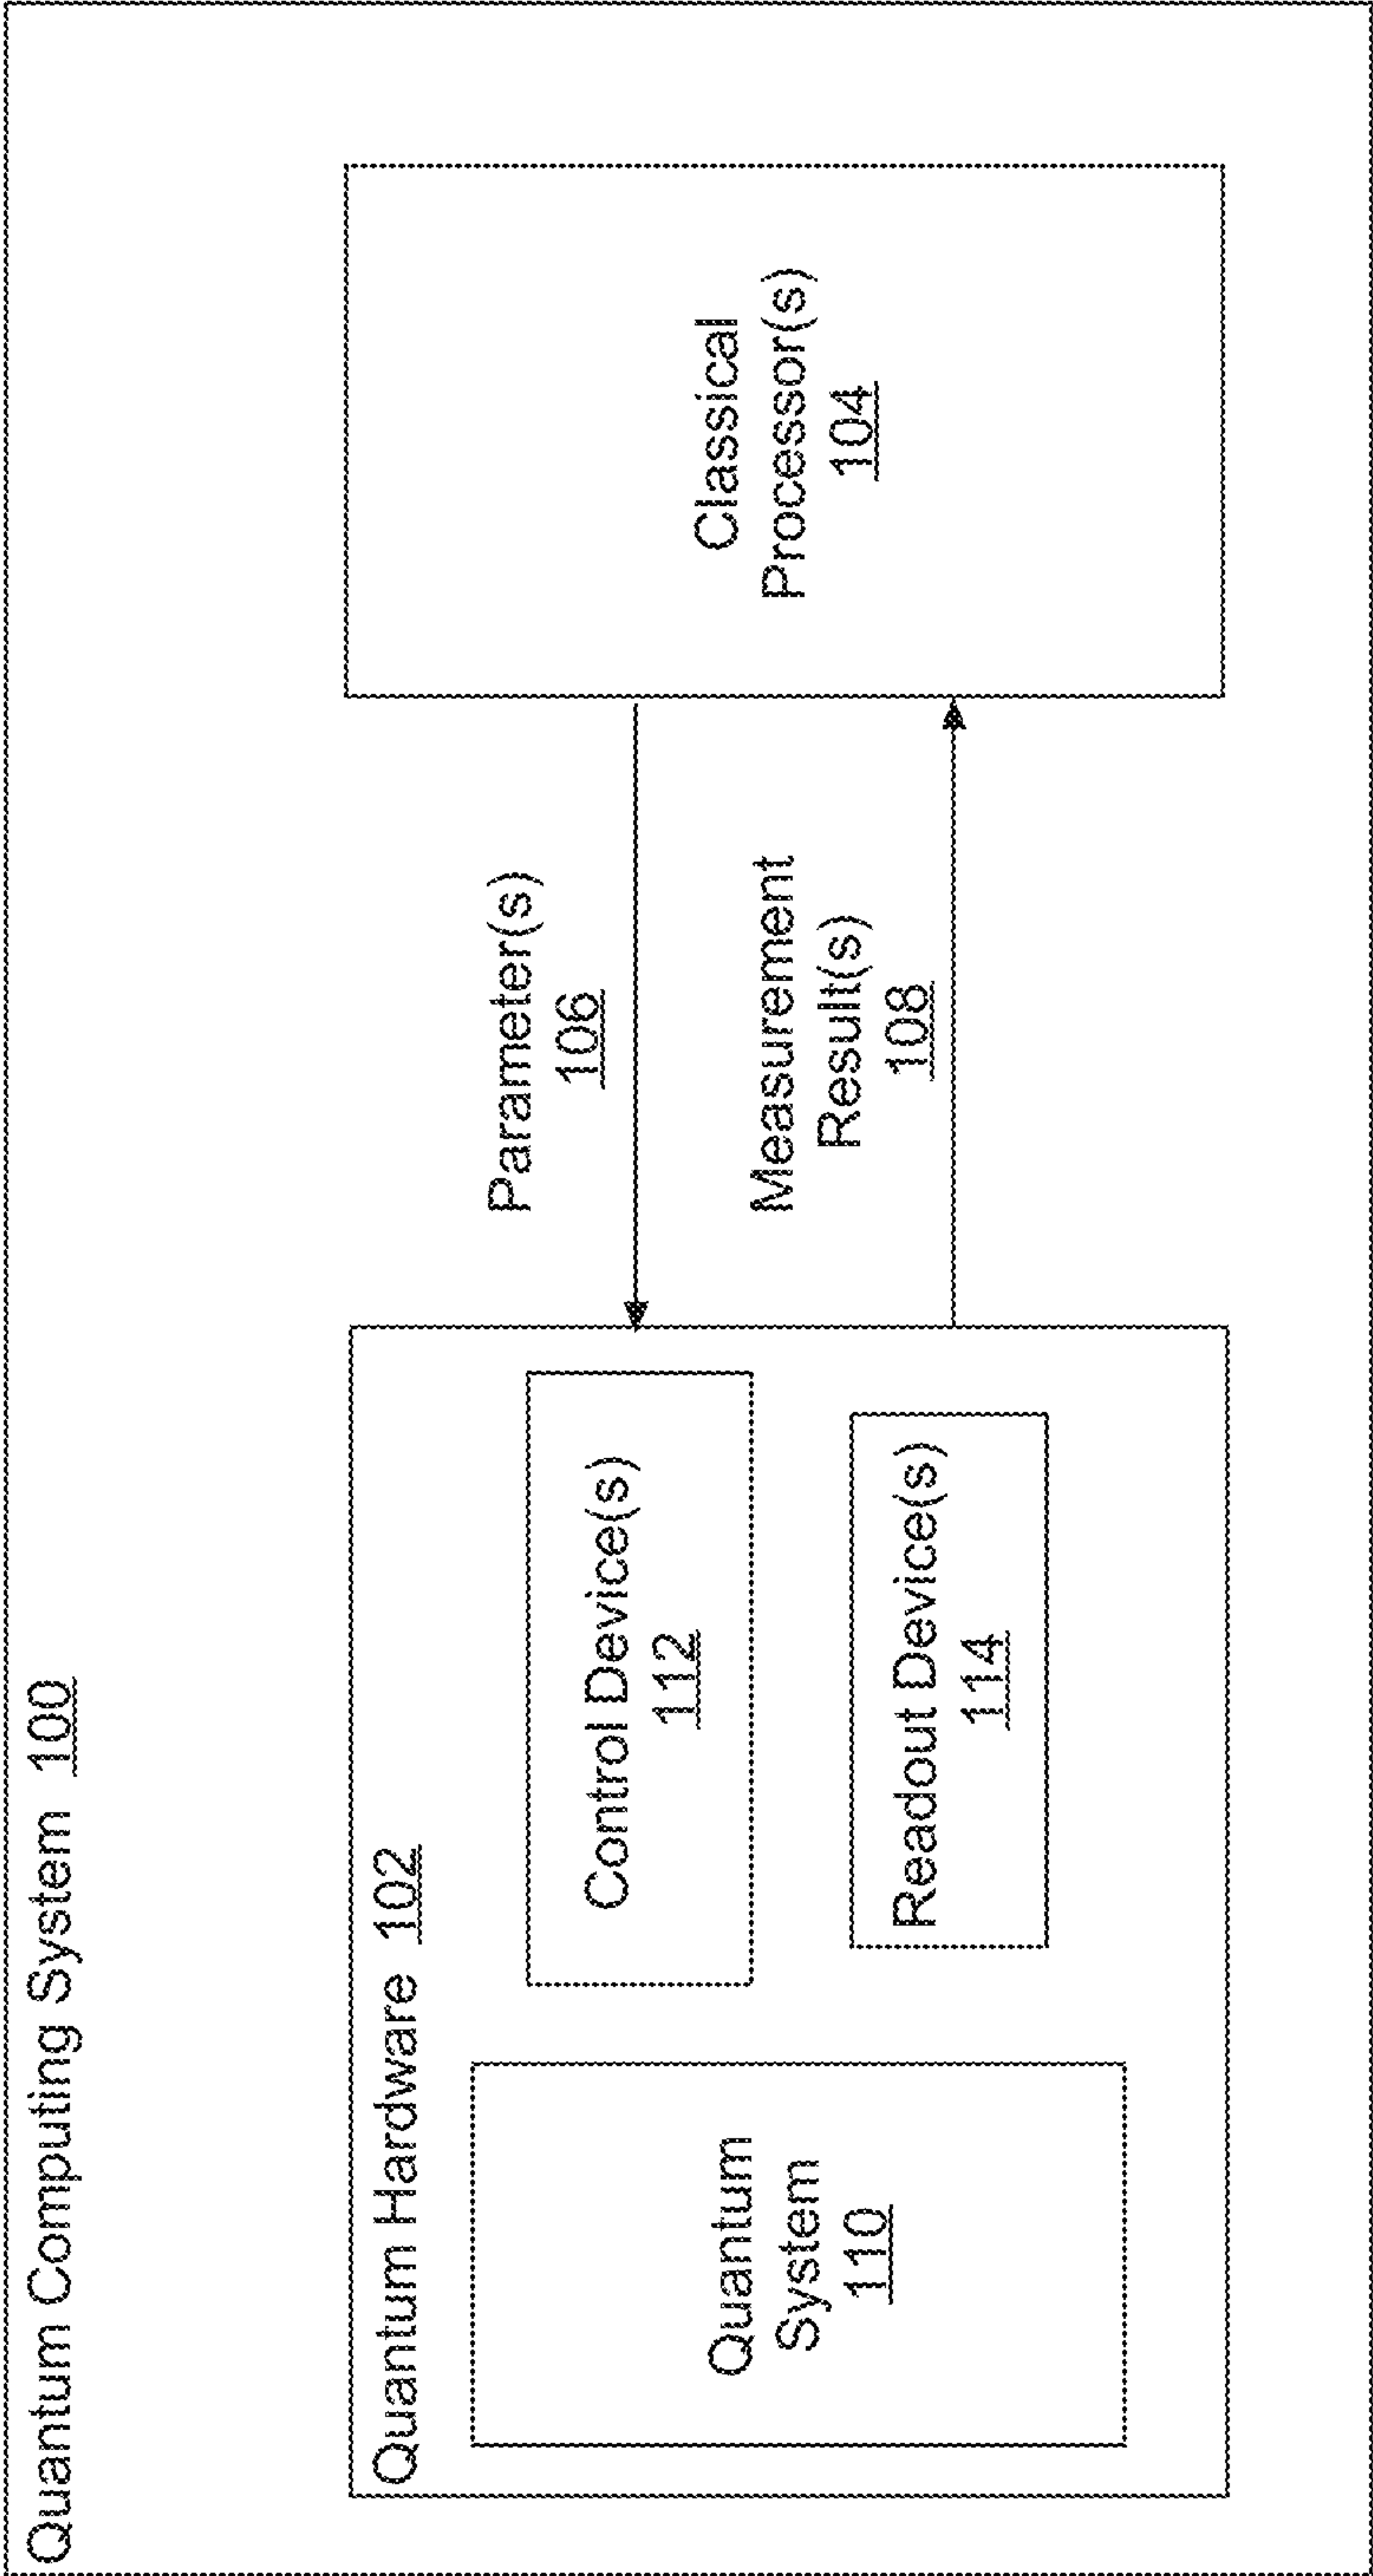 Quantum Computing System 100
Quantum Hardware 102
Quantum
System
110
Control Device(s)
112
Readout Device(s)
114
Parameter(s)
106
Measurement
Result(s)
108
Classical
Processor(s)
104